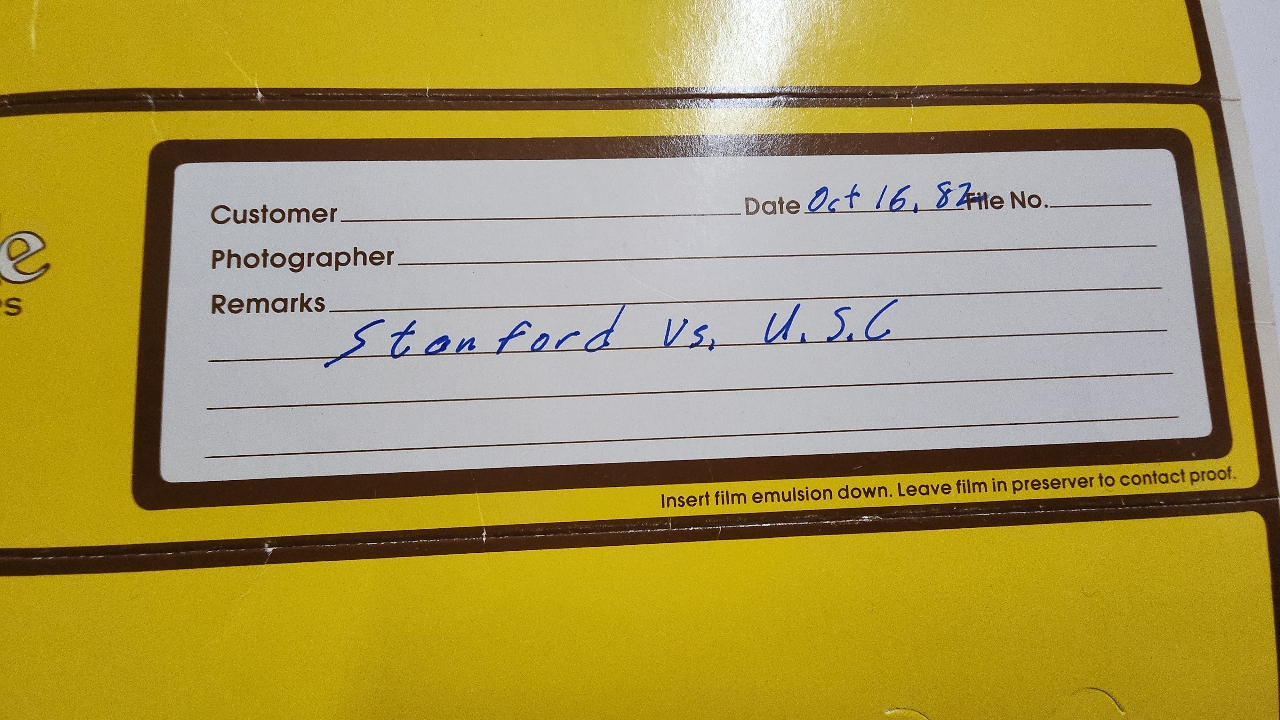 Customer Date Oct 16, 82 File No.
Photographer
Remarks
Stanford Vs. U.S.C
Insert film emulsion down. Leave film in preserver to contact proof.